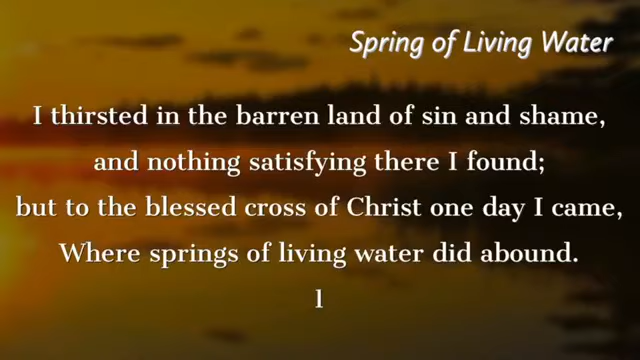 Spring of Living Water
I thirsted in the barren land of sin and shame,
and nothing satisfying there I found;
but to the blessed cross of Christ one day I came,
Where springs of living water did abound.
1